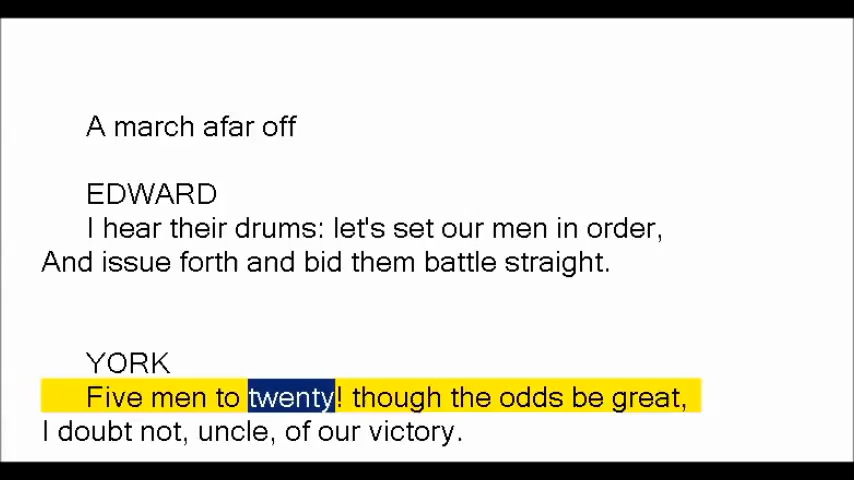 A march afar off
EDWARD
I hear their drums: let's set our men in order,
And issue forth and bid them battle straight.
YORK
Five men to twenty! though the odds be great,
I doubt not, uncle, of our victory.